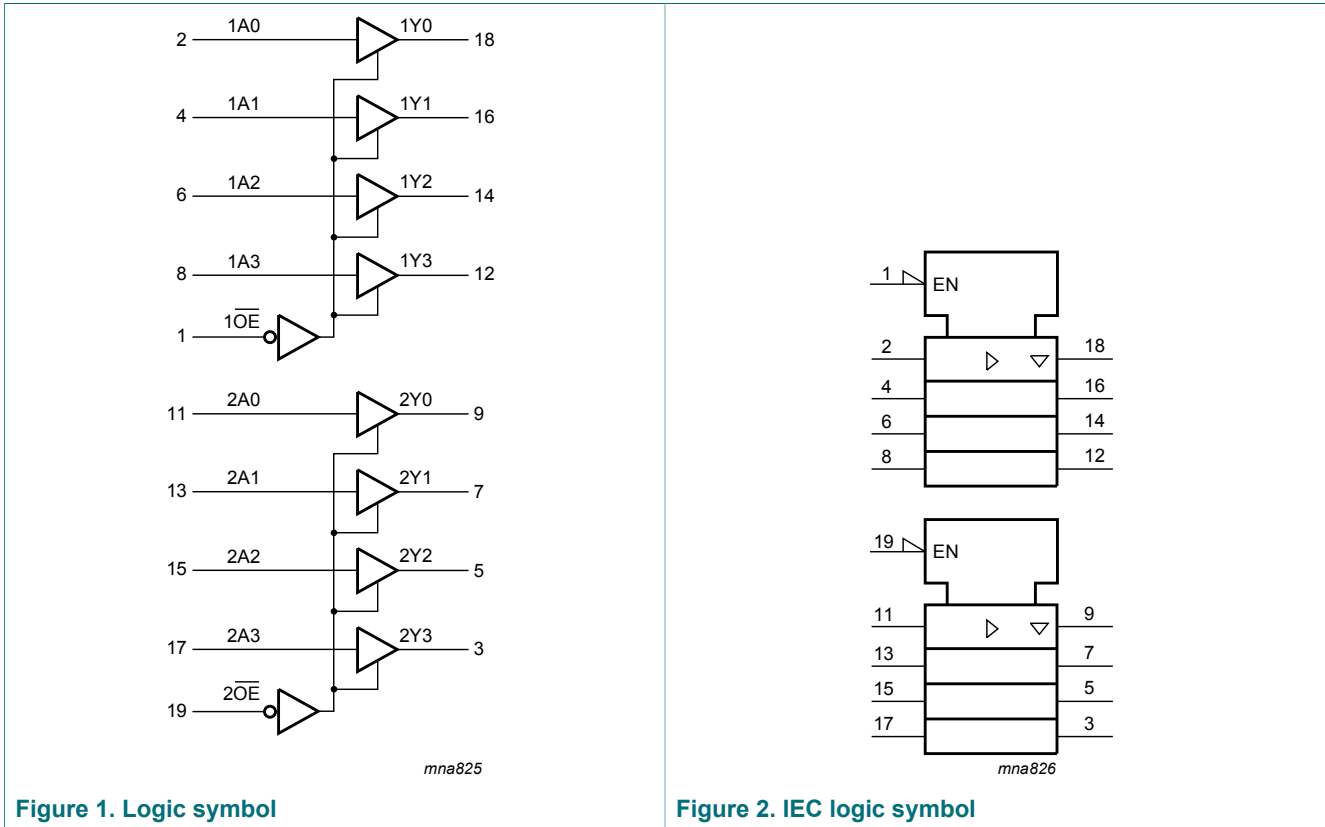 2 1A0 1Y0 18
4 1A1 1Y1 16
6 1A2 1Y2 14
8 1A3 1Y3 12
1 1O̅E̅
11 2A0 2Y0 9
13 2A1 2Y1 7
15 2A2 2Y2 5
17 2A3 2Y3 3
19 2O̅E̅
mna825
Figure 1. Logic symbol
1 EN
2 18
4 16
6 14
8 12
19 EN
11 9
13 7
15 5
17 3
mna826
Figure 2. IEC logic symbol